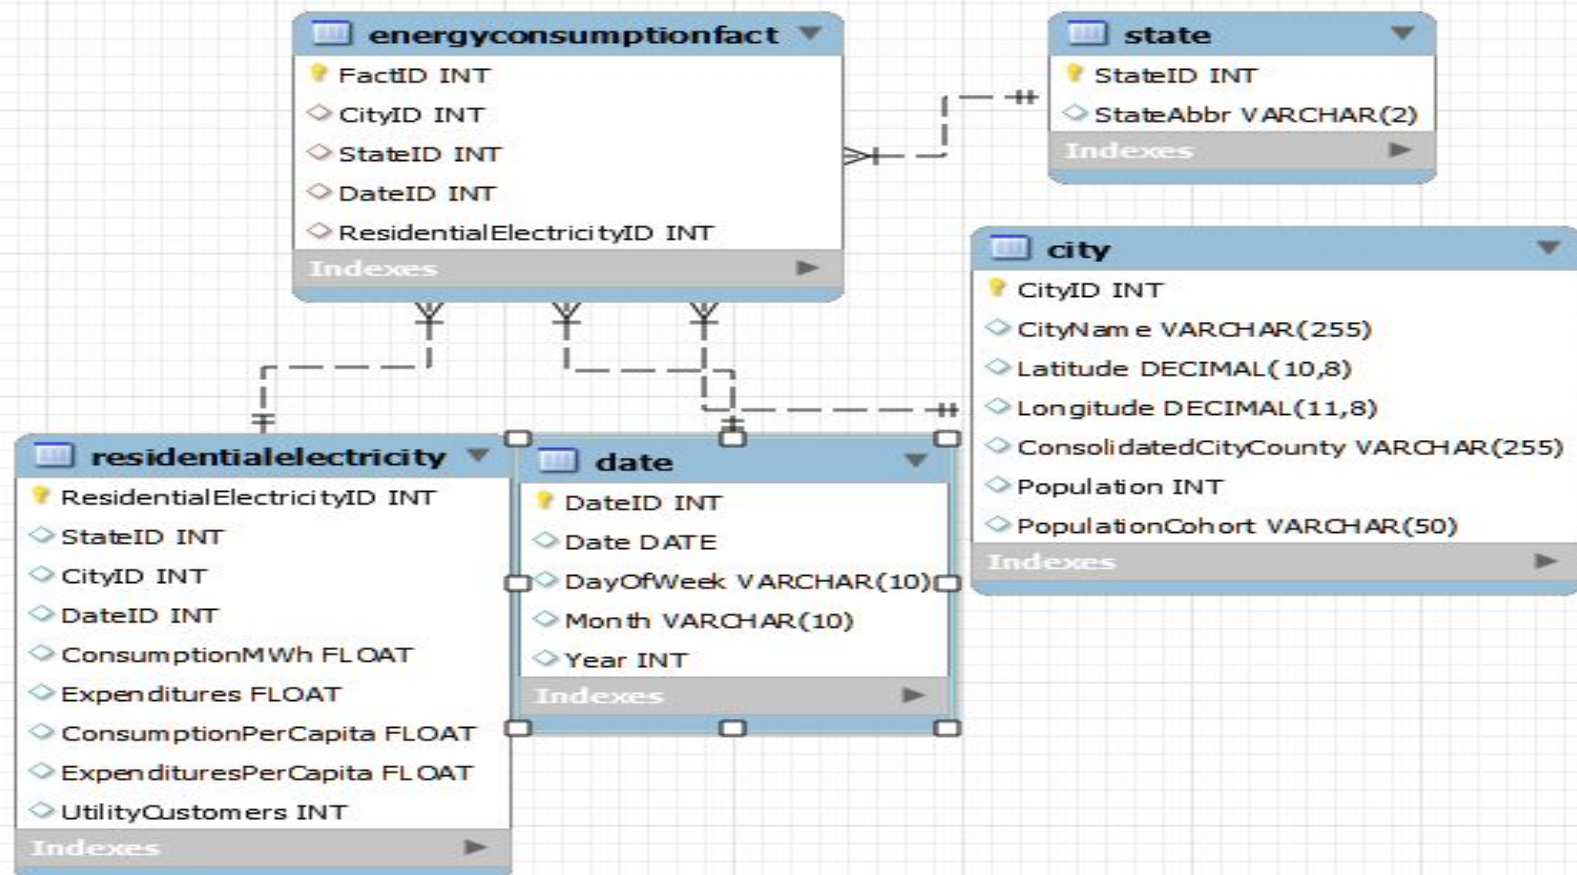 energyconsumptionfact
FactID INT
CityID INT
StateID INT
DateID INT
ResidentialElectricityID INT
Indexes
state
StateID INT
StateAbbr VARCHAR(2)
Indexes
city
CityID INT
CityName VARCHAR(255)
Latitude DECIMAL(10,8)
Longitude DECIMAL(11,8)
ConsolidatedCityCounty VARCHAR(255)
Population INT
PopulationCohort VARCHAR(50)
Indexes
residentialelectricity
ResidentialElectricityID INT
StateID INT
CityID INT
DateID INT
ConsumptionMWh FLOAT
Expenditures FLOAT
ConsumptionPerCapita FLOAT
ExpendituresPerCapita FLOAT
UtilityCustomers INT
Indexes
date
DateID INT
Date DATE
DayOfWeek VARCHAR(10)
Month VARCHAR(10)
Year INT
Indexes